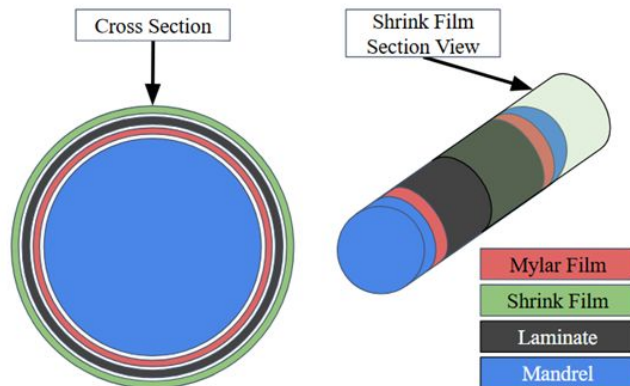 Cross Section
Shrink Film
Section View
Mylar Film
Shrink Film
Laminate
Mandrel